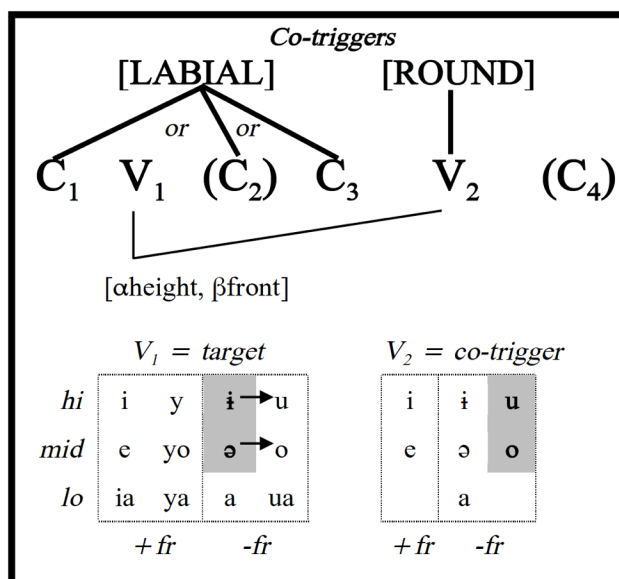 Co-triggers
[LABIAL] [ROUND]
or or
C₁ V₁ (C₂) C₃ V₂ (C₄)
[αheight, βfront]
V₁ = target V₂ = co-trigger
hi i y ɨ u i ɨ u
mid e yo ə o e ə o
lo ia ya a ua a
+fr -fr +fr -fr